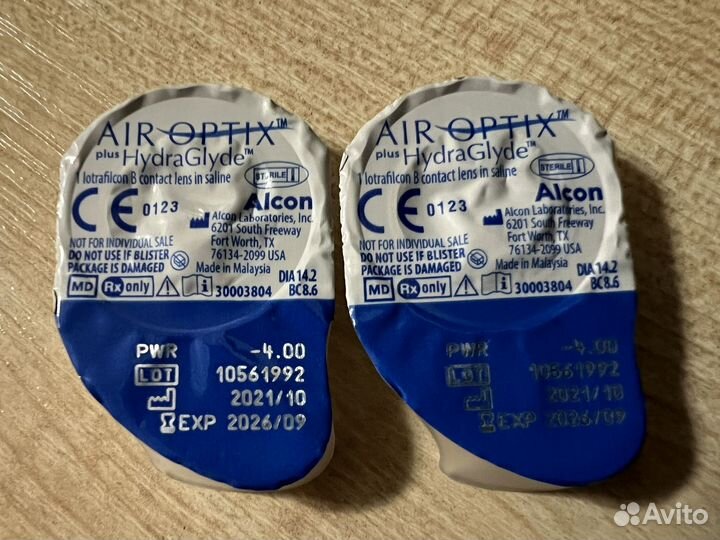 AIR OPTIX™
plus HydraGlyde™
1 lotrafilcon B contact lens in saline
STERILE
CE 0123
Alcon
Alcon Laboratories, Inc.
6201 South Freeway
Fort Worth, TX
76134-2099 USA
Made in Malaysia
NOT FOR INDIVIDUAL SALE
DO NOT USE IF BLISTER
PACKAGE IS DAMAGED
MD Rx only 30003804
DIA 14.2
BC 8.6
PWR -4.00
LOT 10561992
2021/10
EXP 2026/09
AIR OPTIX™
plus HydraGlyde™
1 lotrafilcon B contact lens in saline
STERILE
CE 0123
Alcon
Alcon Laboratories, Inc.
6201 South Freeway
Fort Worth, TX
76134-2099 USA
Made in Malaysia
NOT FOR INDIVIDUAL SALE
DO NOT USE IF BLISTER
PACKAGE IS DAMAGED
MD Rx only 30003804
DIA 14.2
BC 8.6
PWR -4.00
LOT 10561992
2021/10
EXP 2026/09
Avito